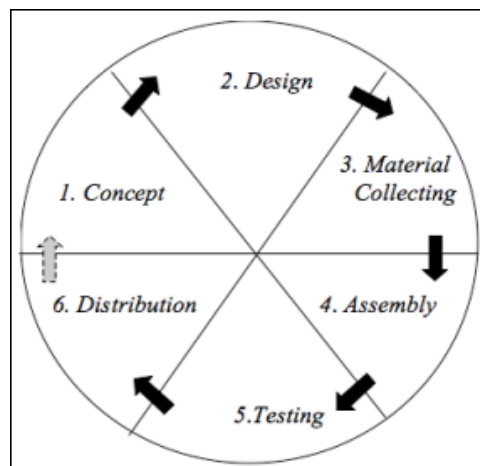 1. Concept
2. Design
3. Material
Collecting
4. Assembly
5.Testing
6. Distribution